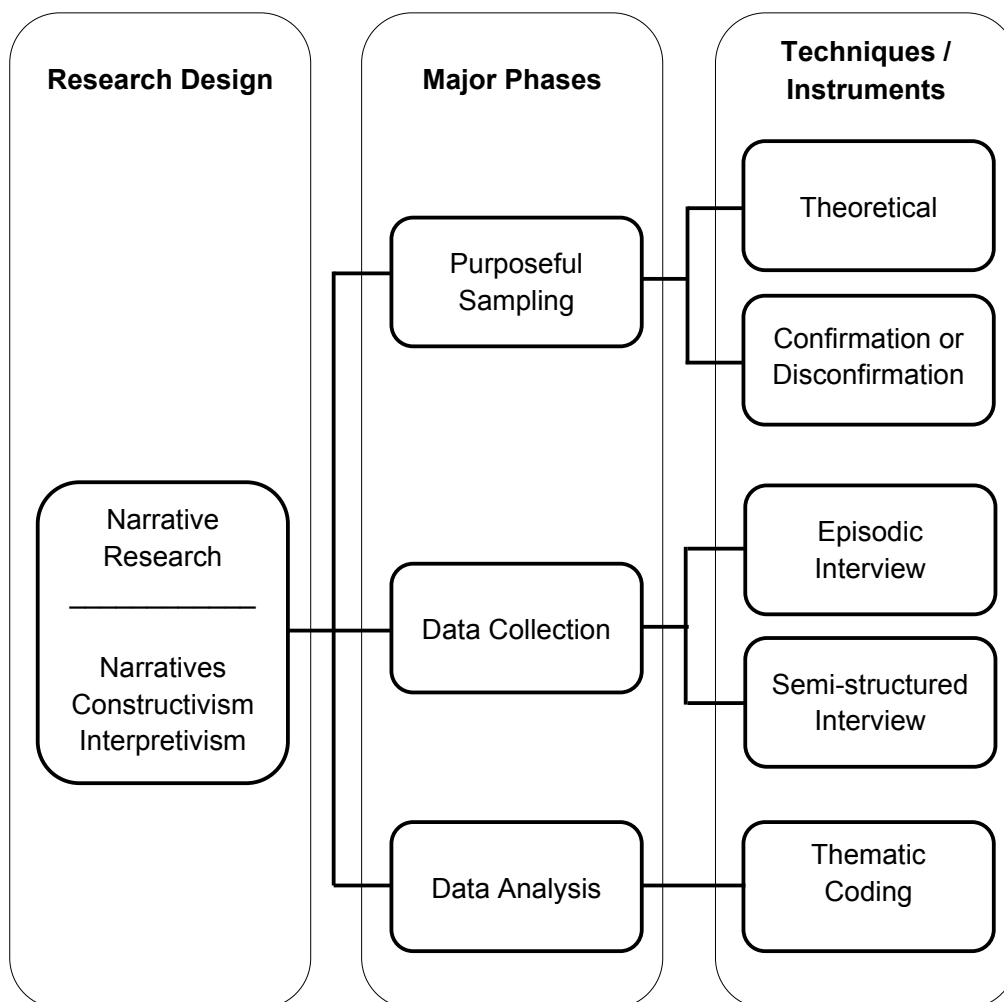 Research Design
Major Phases
Techniques /
Instruments
Narrative
Research
Narratives
Constructivism
Interpretivism
Purposeful
Sampling
Data Collection
Data Analysis
Theoretical
Confirmation or
Disconfirmation
Episodic
Interview
Semi-structured
Interview
Thematic
Coding